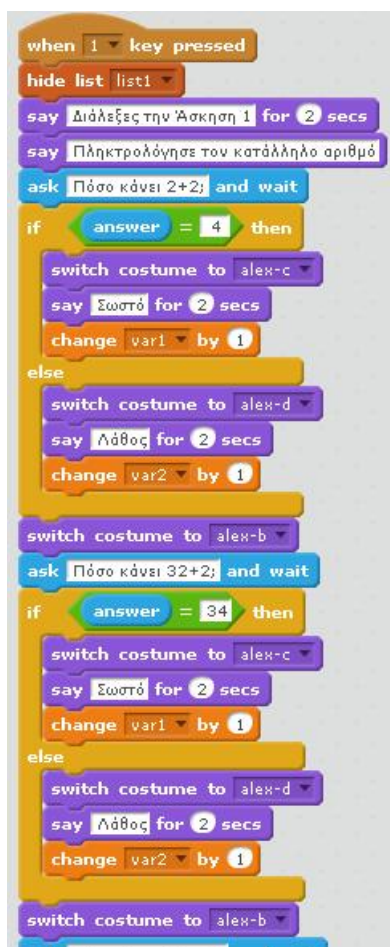 when 1 key pressed
hide list list1
say Διάλεξες την Άσκηση 1 for 2 secs
say Πληκτρολόγησε τον κατάλληλο αριθμό
ask Πόσο κάνει 2+2; and wait
if answer = 4 then
switch costume to alex-c
say Σωστό for 2 secs
change var1 by 1
else
switch costume to alex-d
say Λάθος for 2 secs
change var2 by 1
switch costume to alex-b
ask Πόσο κάνει 32+2; and wait
if answer = 34 then
switch costume to alex-c
say Σωστό for 2 secs
change var1 by 1
else
switch costume to alex-d
say Λάθος for 2 secs
change var2 by 1
switch costume to alex-b